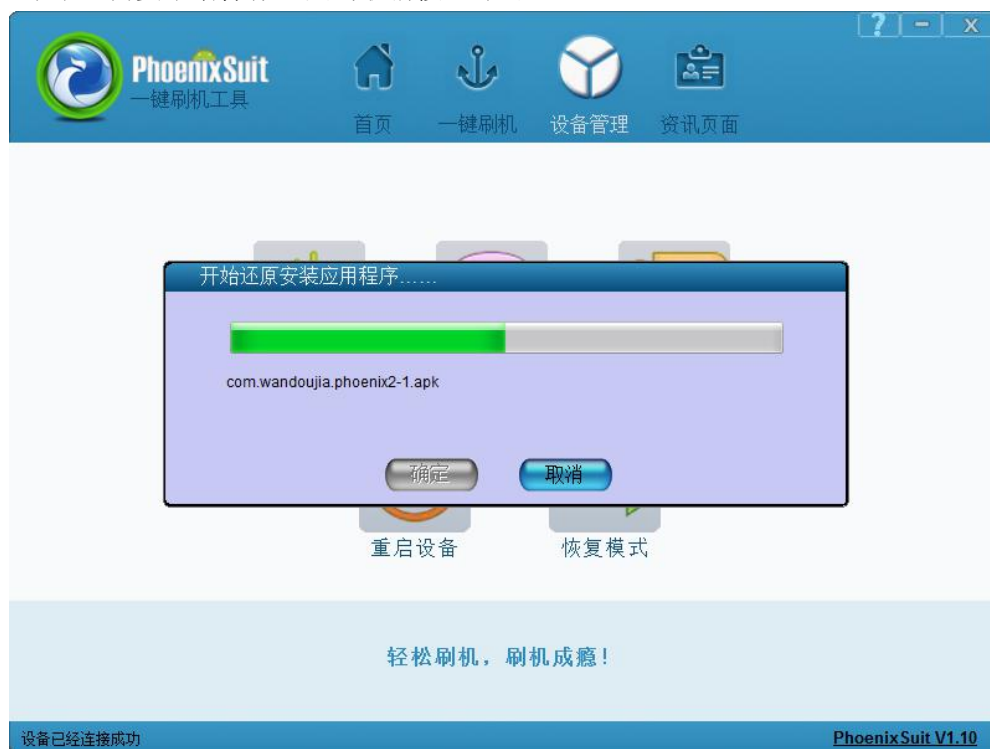 ? - x
PhoenixSuit
一键刷机工具
首页 一键刷机 设备管理 资讯页面
开始还原安装应用程序......
com.wandoujia.phoenix2-1.apk
确定 取消
重启设备 恢复模式
轻松刷机，刷机成瘾！
设备已经连接成功 PhoenixSuit V1.10